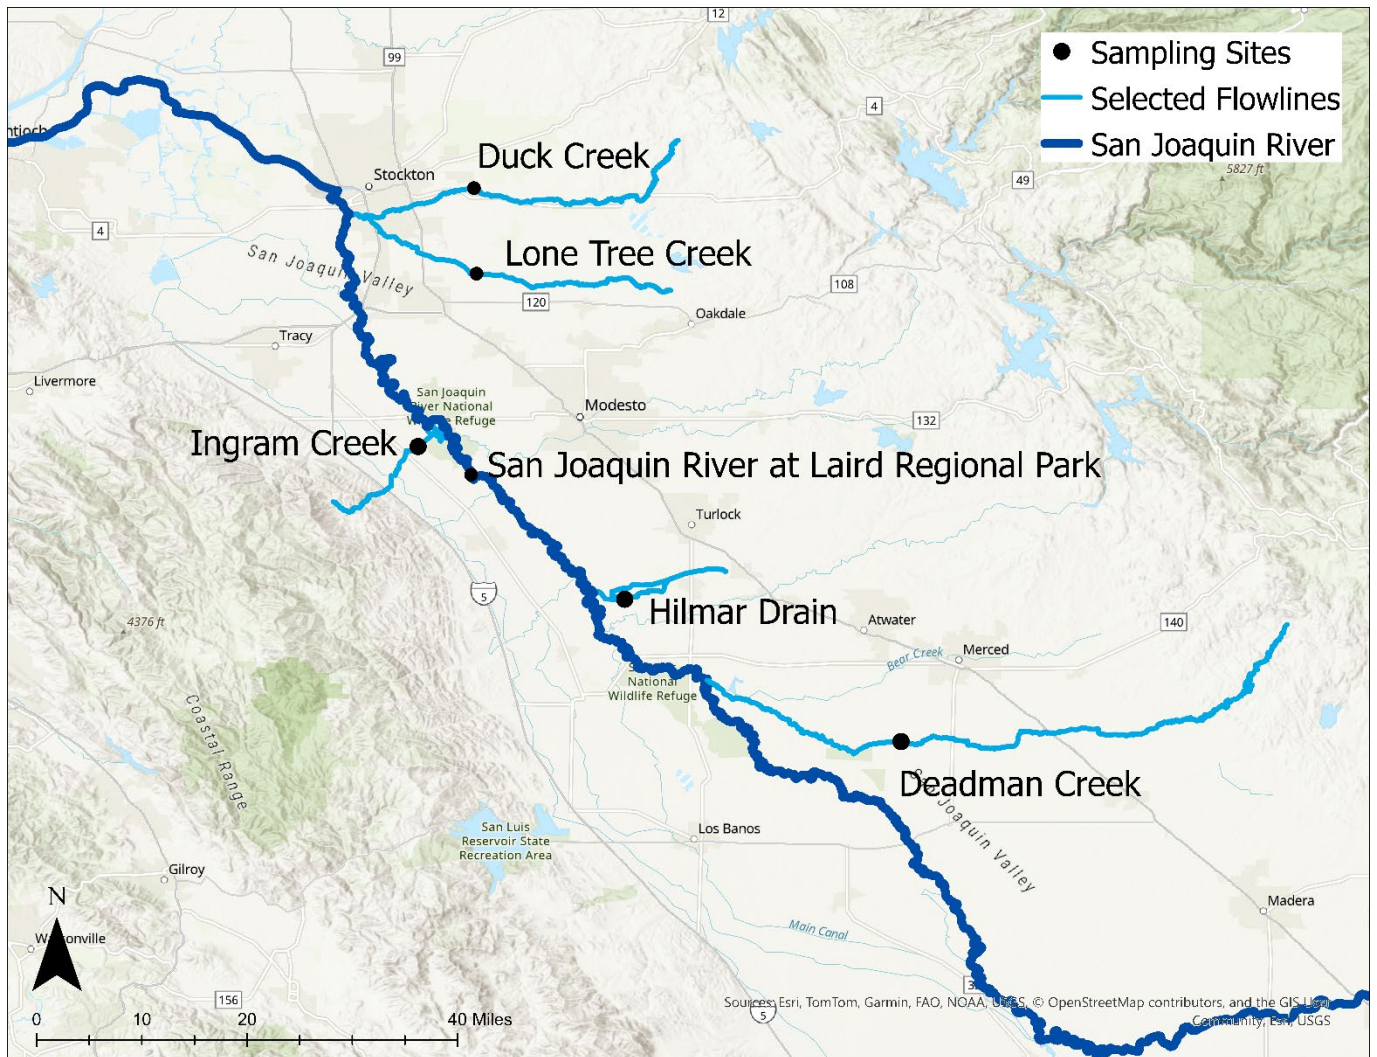 12
99
Sampling Sites
Selected Flowlines
San Joaquin River
4
ntioch
Duck Creek
Stockton
5827 ft
49
4
San Joaquin Valley
Lone Tree Creek
108
120
Oakdale
Tracy
Livermore
San Joaquin
River National
Wildlife Refuge
Modesto
132
Ingram Creek
San Joaquin River at Laird Regional Park
Turlock
5
Hilmar Drain
4376 ft
Atwater
140
Bear Creek
Merced
National
Wildlife Refuge
Coastal Range
Deadman Creek
San Joaquin Valley
San Luis
Reservoir State
Recreation Area
Los Banos
Gilroy
N
Madera
Main Canal
156
5
Sources: Esri, TomTom, Garmin, FAO, NOAA, USGS, © OpenStreetMap contributors, and the GIS User
Community, Esri, USGS
0 10 20 40 Miles